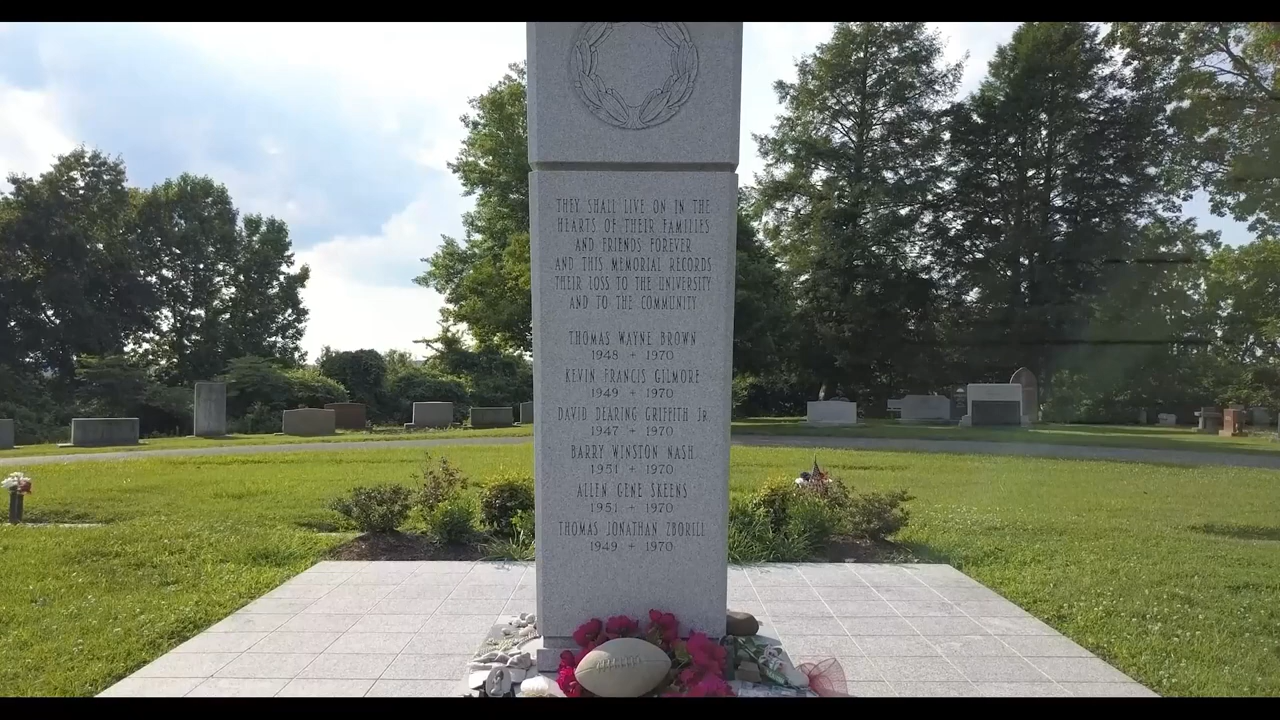 THEY SHALL LIVE ON IN THE
HEARTS OF THEIR FAMILIES
AND FRIENDS FOREVER
AND THIS MEMORIAL RECORDS
THEIR LOSS TO THE UNIVERSITY
AND TO THE COMMUNITY
THOMAS WAYNE BROWN
1948 + 1970
KEVIN FRANCIS GILMORE
1949 + 1970
DAVID DEARING GRIFFITH JR
1947 + 1970
BARRY WINSTON NASH
1951 + 1970
ALLEN GENE SKEENS
1951 + 1970
THOMAS JONATHAN ZBORILL
1949 + 1970